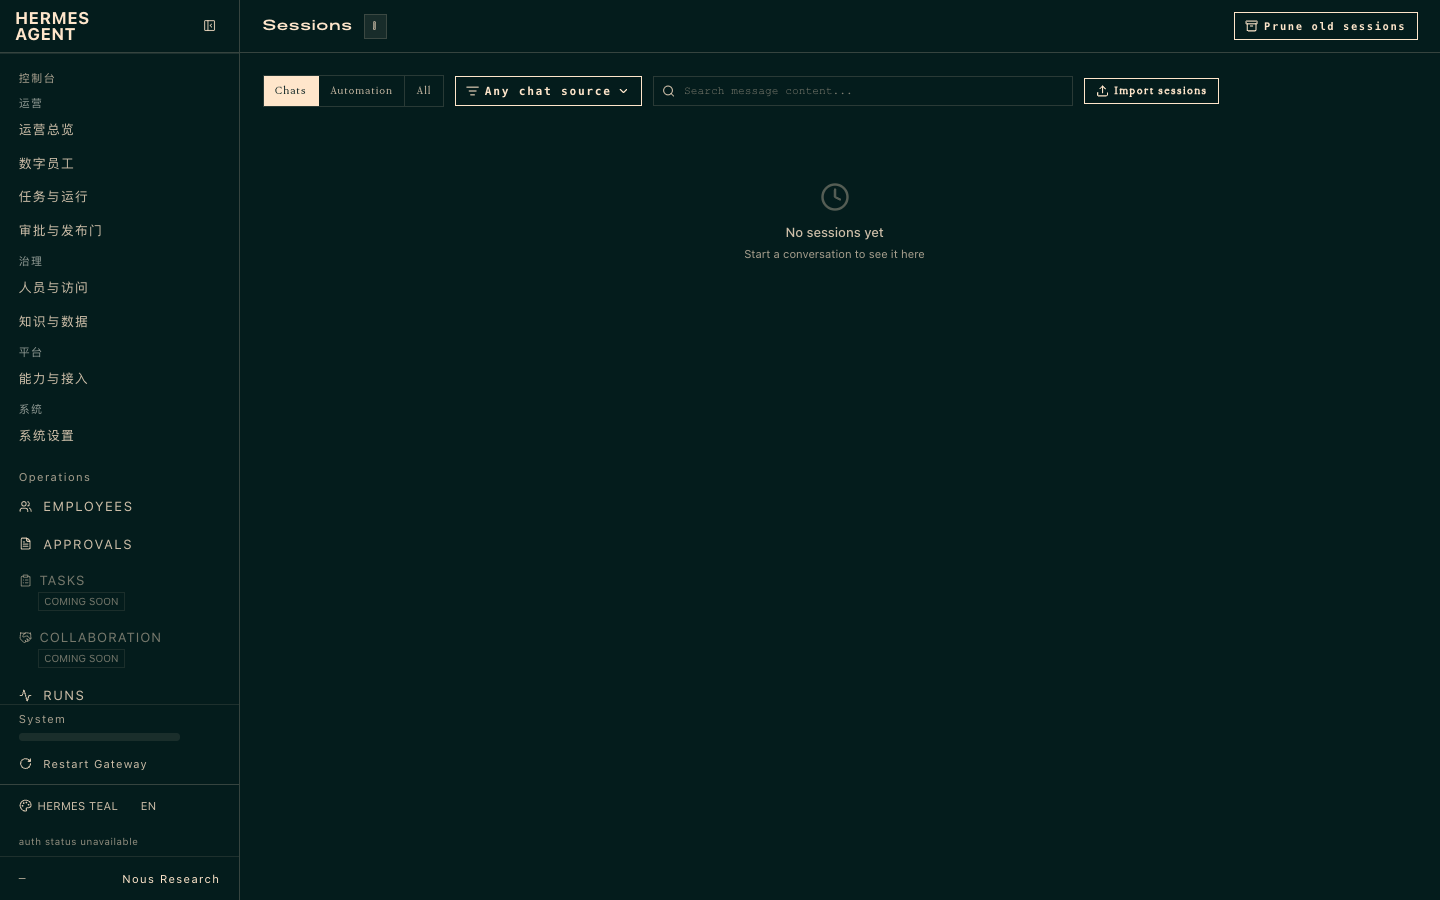 HERMES
AGENT
控制台
运营
运营总览
数字员工
任务与运行
审批与发布门
治理
人员与访问
知识与数据
平台
能力与接入
系统
系统设置
Operations
EMPLOYEES
APPROVALS
TASKS
COMING SOON
COLLABORATION
COMING SOON
RUNS
System
Restart Gateway
HERMES TEAL EN
auth status unavailable
— Nous Research
Sessions
Prune old sessions
Chats Automation All Any chat source Search message content... Import sessions
No sessions yet
Start a conversation to see it here